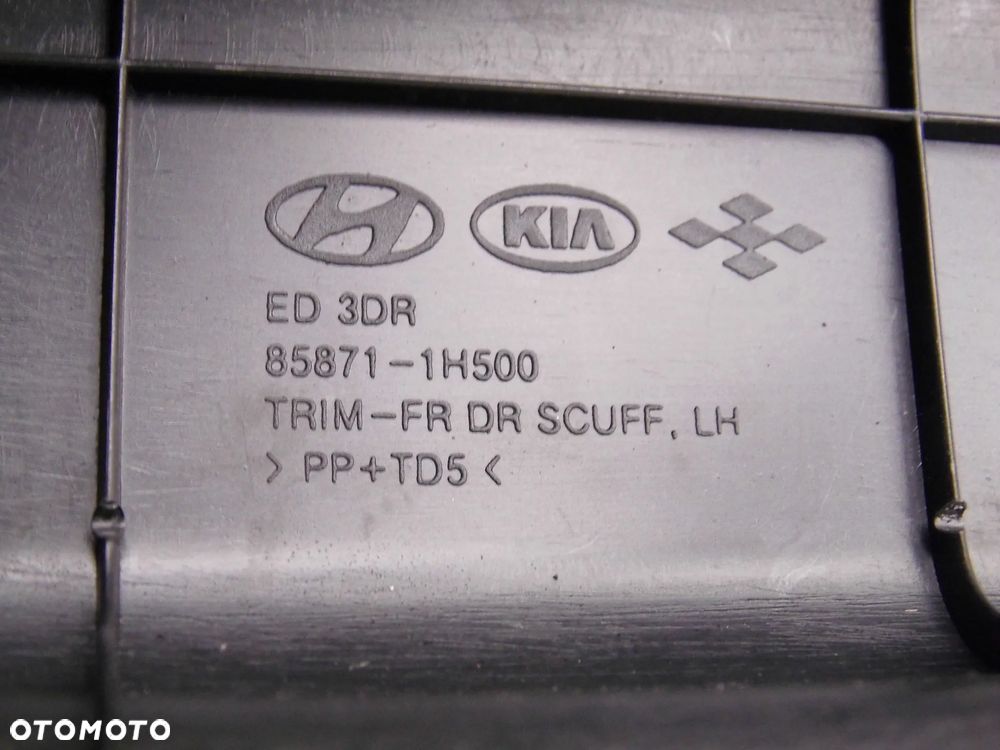 KIA
ED 3DR
85871-1H500
TRIM-FR DR SCUFF, LH
> PP+TD5 <
OTOMOTO